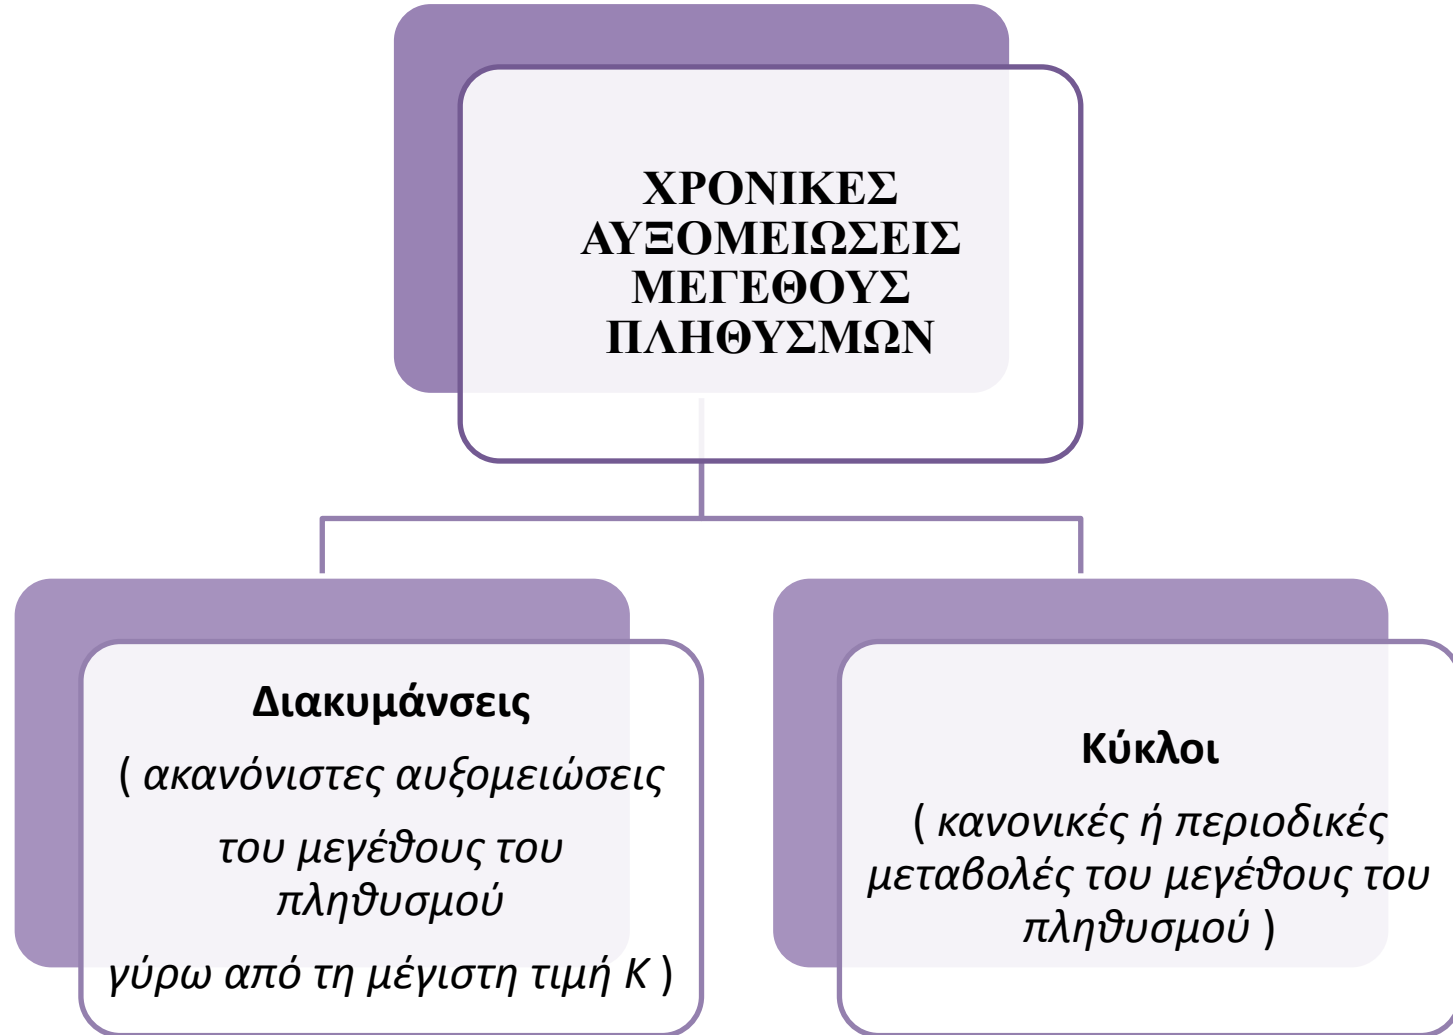 ΧΡΟΝΙΚΕΣ
ΑΥΞΟΜΕΙΩΣΕΙΣ
ΜΕΓΕΘΟΥΣ
ΠΛΗΘΥΣΜΩΝ
Διακυμάνσεις
( ακανόνιστες αυξομειώσεις
του μεγέθους του
πληθυσμού
γύρω από τη μέγιστη τιμή Κ )
Κύκλοι
( κανονικές ή περιοδικές
μεταβολές του μεγέθους του
πληθυσμού )